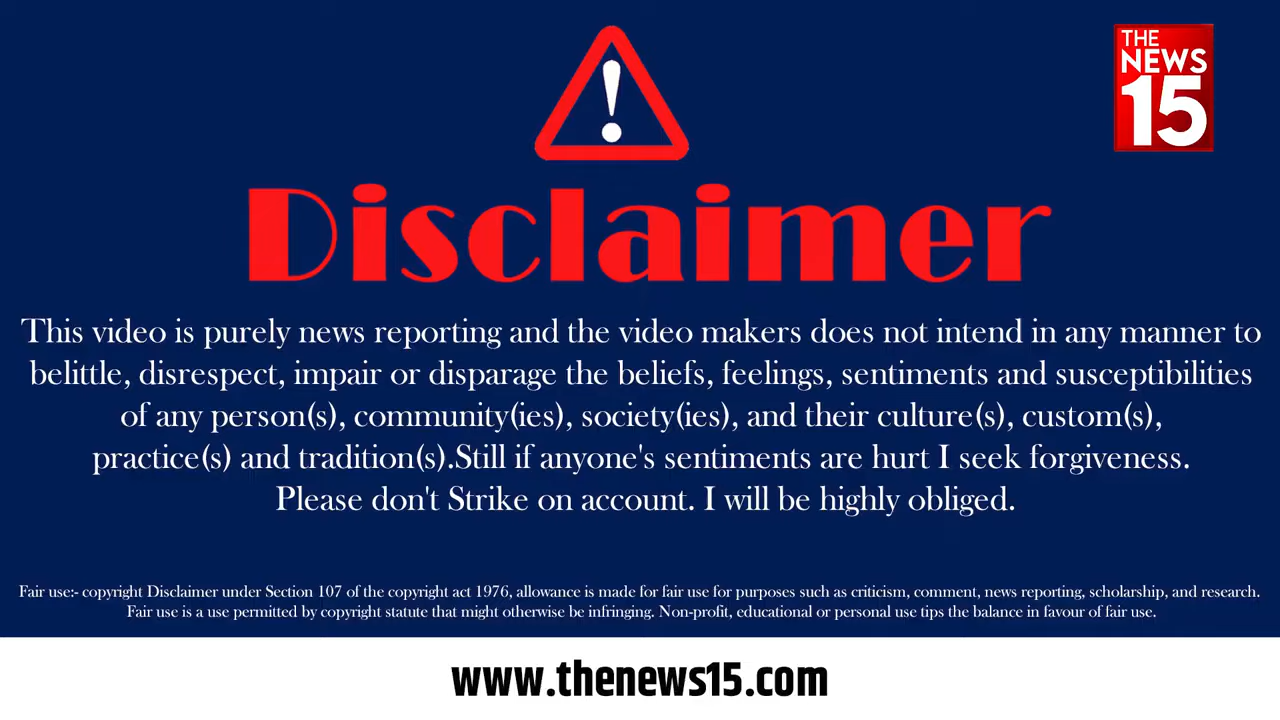 THE
NEWS
15
Disclaimer
This video is purely news reporting and the video makers does not intend in any manner to
belittle, disrespect, impair or disparage the beliefs, feelings, sentiments and susceptibilities
of any person(s), community(ies), society(ies), and their culture(s), custom(s),
practice(s) and tradition(s).Still if anyone's sentiments are hurt I seek forgiveness.
Please don't Strike on account. I will be highly obliged.
Fair use:- copyright Disclaimer under Section 107 of the copyright act 1976, allowance is made for fair use for purposes such as criticism, comment, news reporting, scholarship, and research.
Fair use is a use permitted by copyright statute that might otherwise be infringing. Non-profit, educational or personal use tips the balance in favour of fair use.
www.thenews15.com